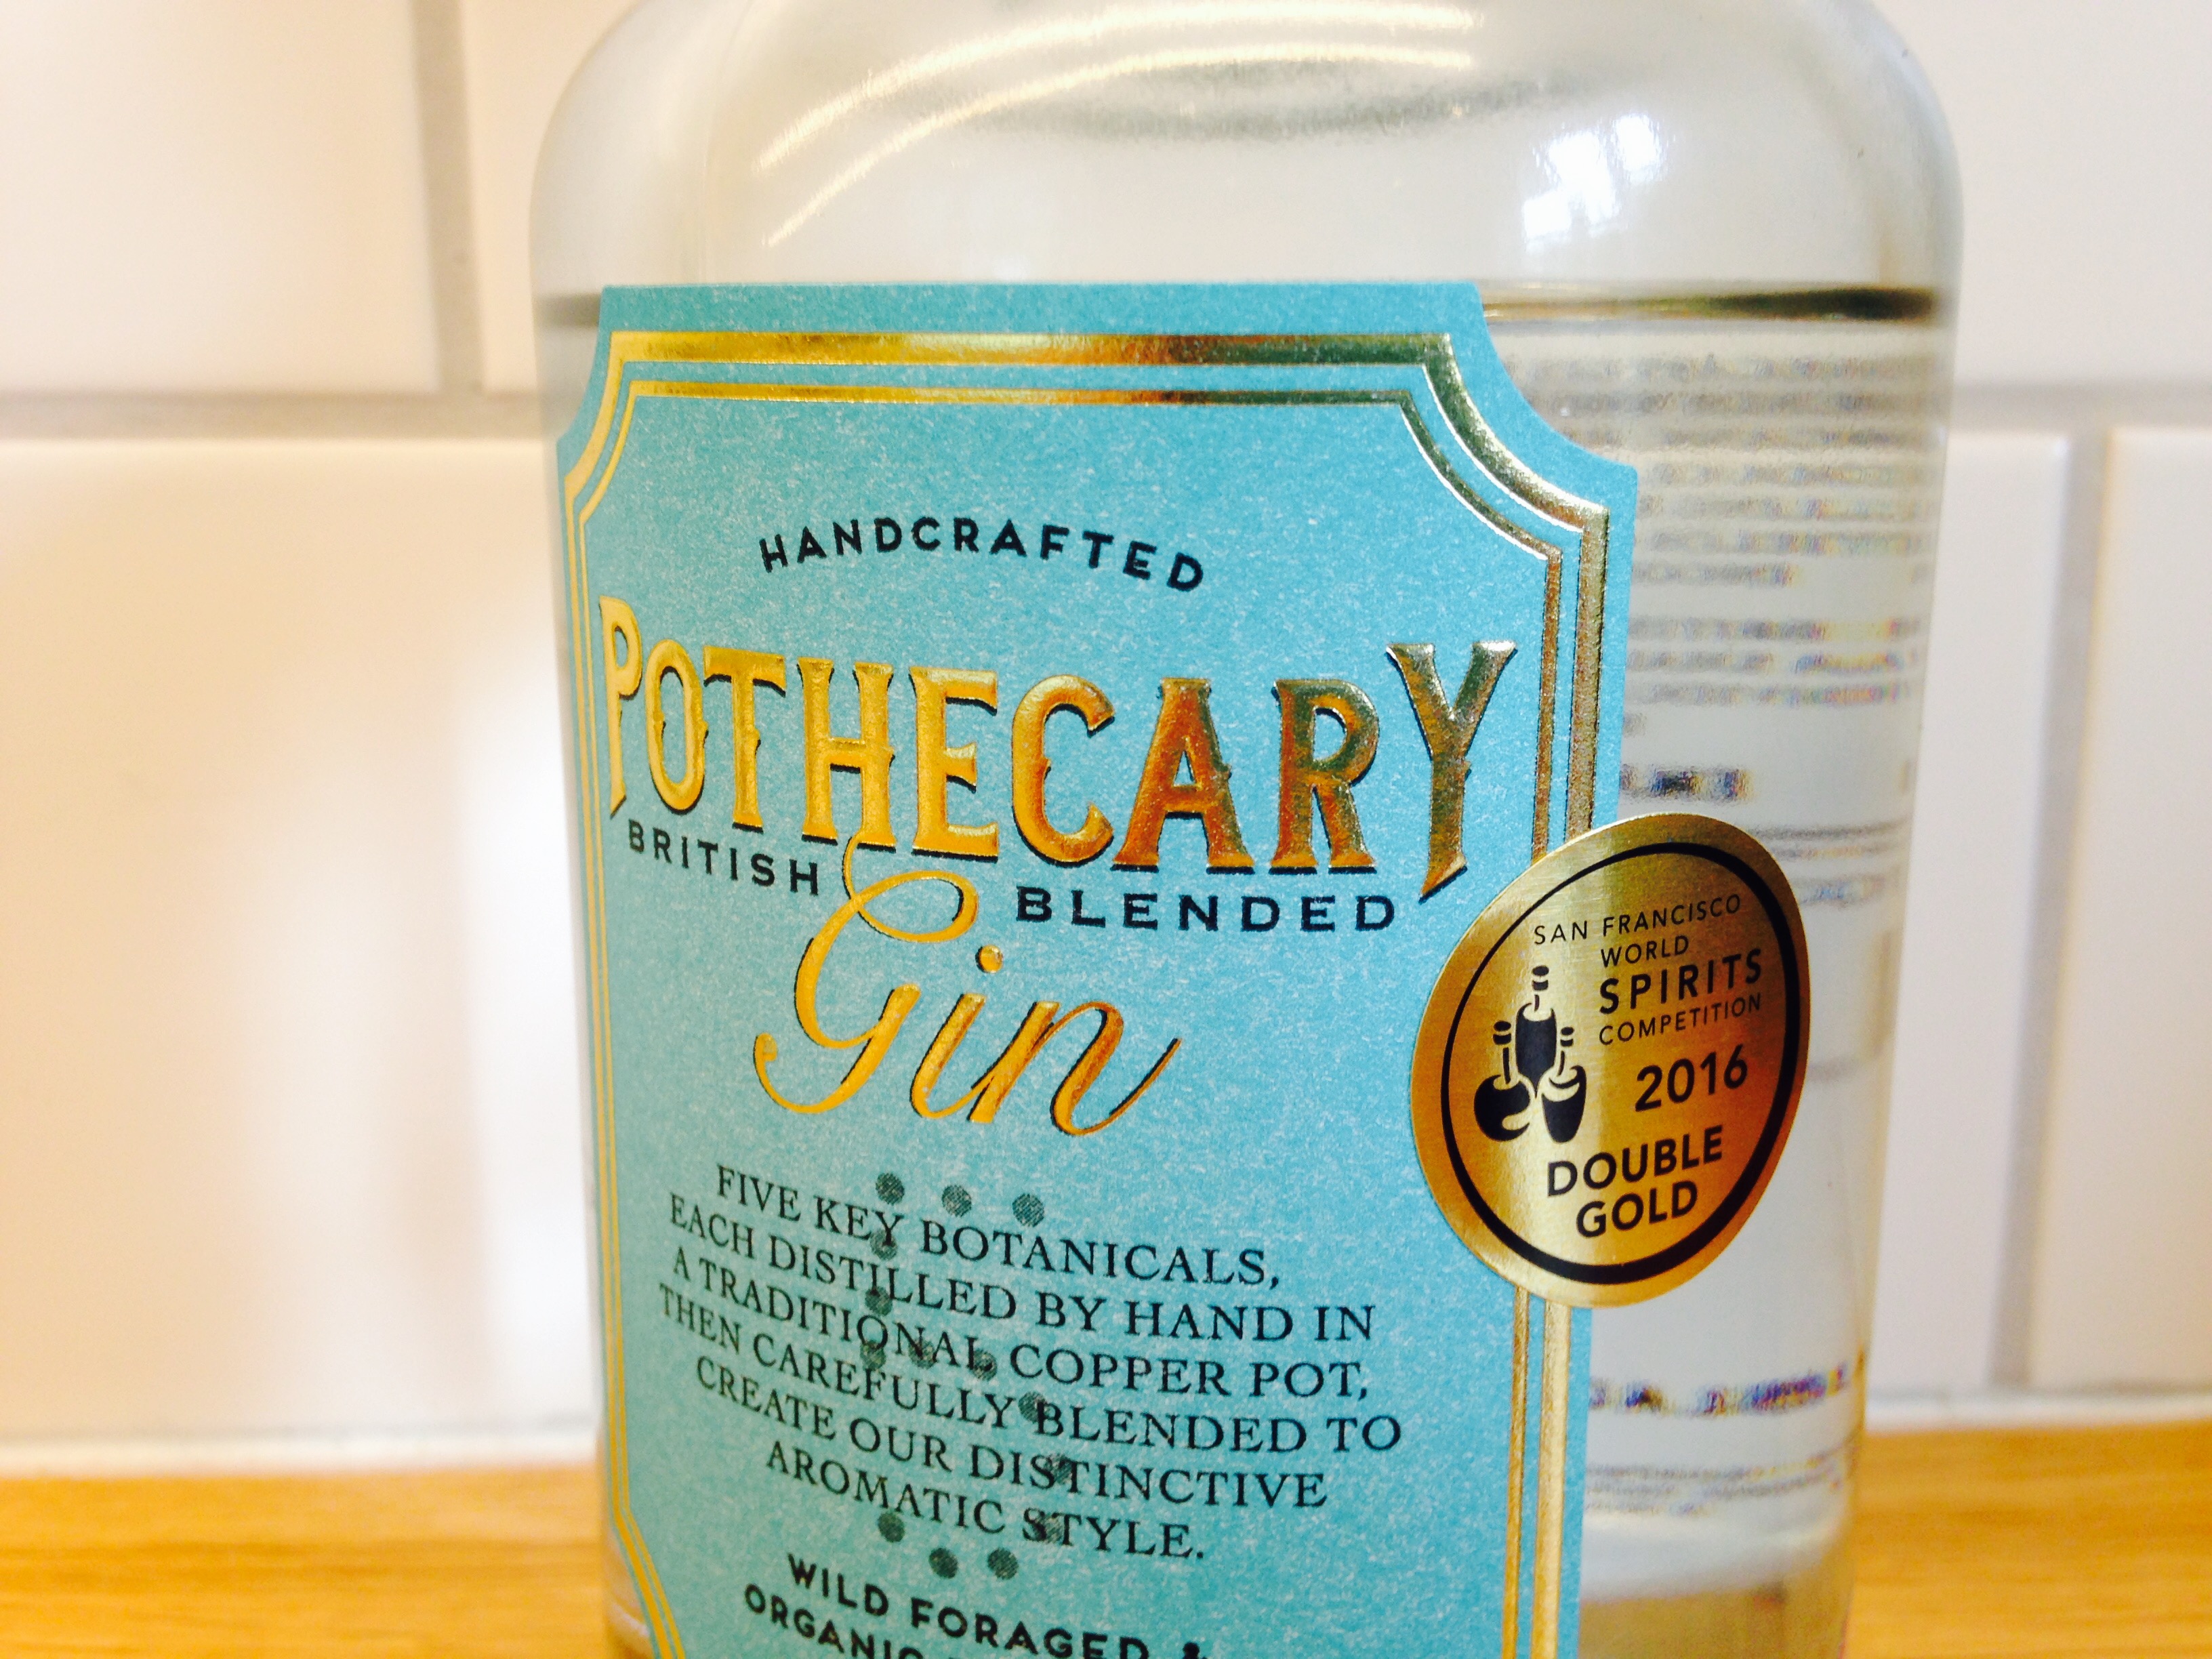 HANDCRAFTED
POTHECARY
BRITISH BLENDED
Gin
FIVE KEY BOTANICALS,
EACH DISTILLED BY HAND IN
A TRADITIONAL COPPER POT,
THEN CAREFULLY BLENDED TO
CREATE OUR DISTINCTIVE
AROMATIC STYLE.
WILD FORAGED &
ORGANIC
SAN FRANCISCO
WORLD
SPIRITS
COMPETITION
2016
DOUBLE
GOLD